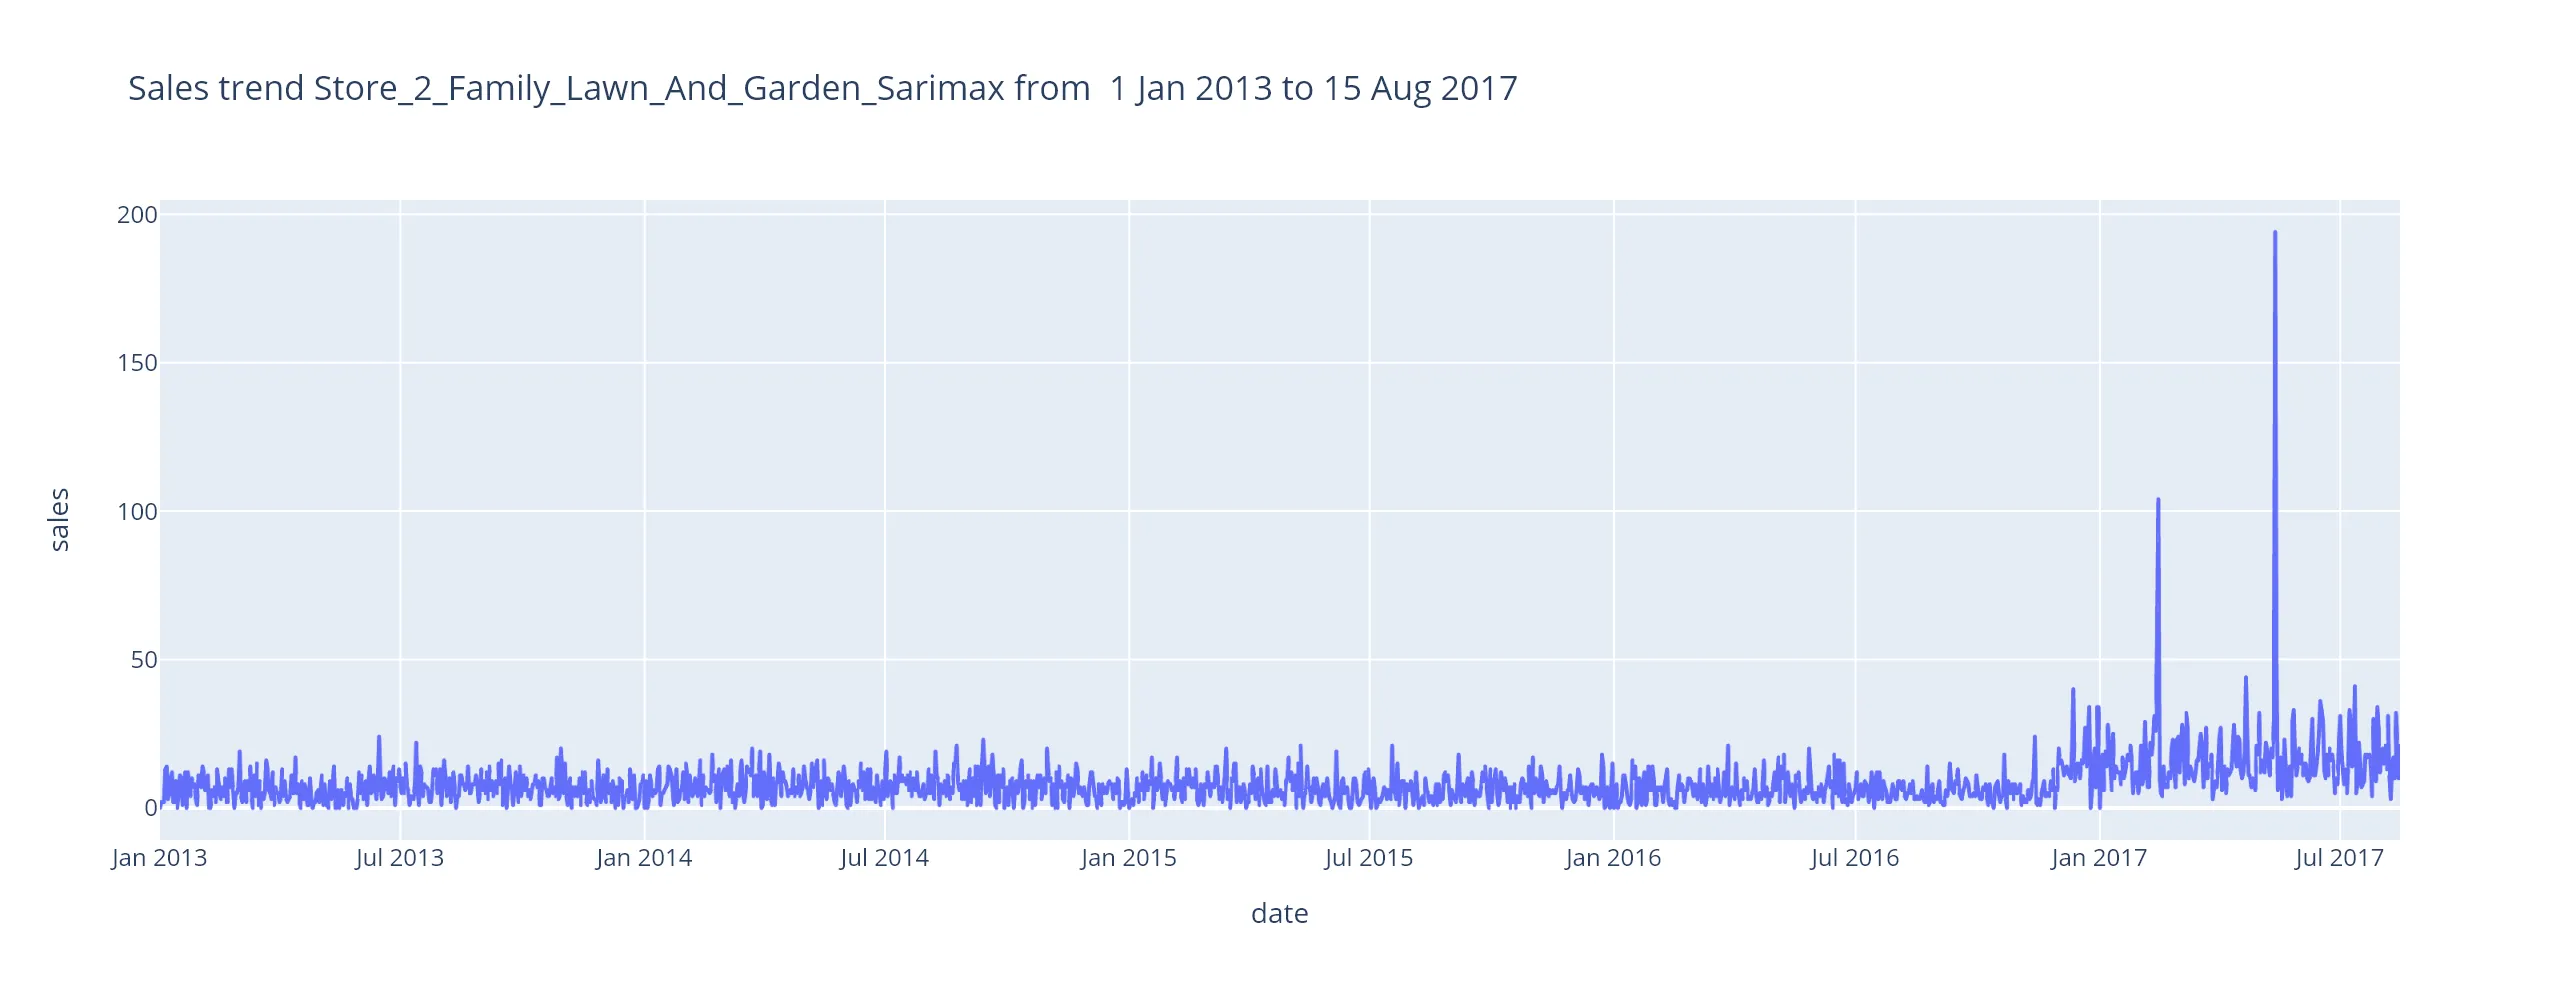 Sales trend Store_2_Family_Lawn_And_Garden_Sarimax from  1 Jan 2013 to 15 Aug 2017
200
150
100
50
0
sales
Jan 2013 Jul 2013 Jan 2014 Jul 2014 Jan 2015 Jul 2015 Jan 2016 Jul 2016 Jan 2017 Jul 2017
date